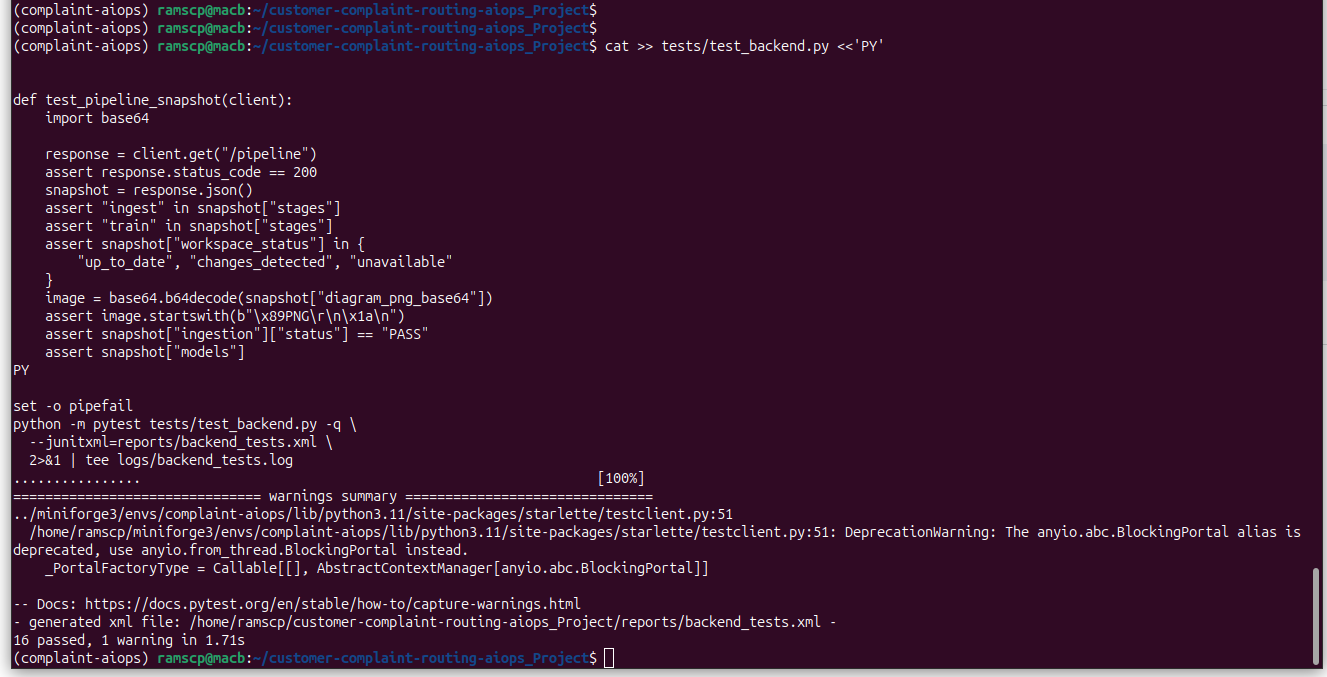 (complaint-aiops) ramscp@macb:~/customer-complaint-routing-aiops_Project$
(complaint-aiops) ramscp@macb:~/customer-complaint-routing-aiops_Project$
(complaint-aiops) ramscp@macb:~/customer-complaint-routing-aiops_Project$ cat >> tests/test_backend.py <<'PY'


def test_pipeline_snapshot(client):
    import base64

    response = client.get("/pipeline")
    assert response.status_code == 200
    snapshot = response.json()
    assert "ingest" in snapshot["stages"]
    assert "train" in snapshot["stages"]
    assert snapshot["workspace_status"] in {
        "up_to_date", "changes_detected", "unavailable"
    }
    image = base64.b64decode(snapshot["diagram_png_base64"])
    assert image.startswith(b"\x89PNG\r\n\x1a\n")
    assert snapshot["ingestion"]["status"] == "PASS"
    assert snapshot["models"]
PY

set -o pipefail
python -m pytest tests/test_backend.py -q \
  --junitxml=reports/backend_tests.xml \
  2>&1 | tee logs/backend_tests.log
................                                                         [100%]
=============================== warnings summary ===============================
../miniforge3/envs/complaint-aiops/lib/python3.11/site-packages/starlette/testclient.py:51
  /home/ramscp/miniforge3/envs/complaint-aiops/lib/python3.11/site-packages/starlette/testclient.py:51: DeprecationWarning: The anyio.abc.BlockingPortal alias is
deprecated, use anyio.from_thread.BlockingPortal instead.
    _PortalFactoryType = Callable[[], AbstractContextManager[anyio.abc.BlockingPortal]]

-- Docs: https://docs.pytest.org/en/stable/how-to/capture-warnings.html
- generated xml file: /home/ramscp/customer-complaint-routing-aiops_Project/reports/backend_tests.xml -
16 passed, 1 warning in 1.71s
(complaint-aiops) ramscp@macb:~/customer-complaint-routing-aiops_Project$